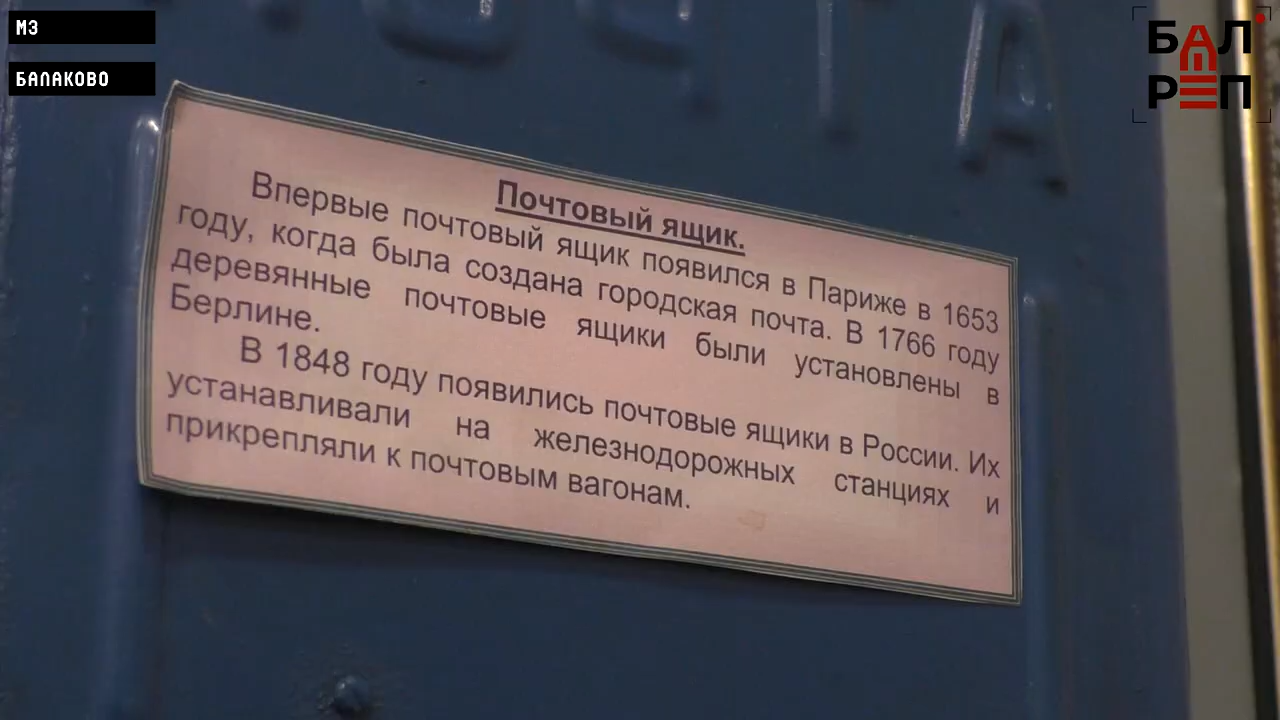 МЗ
БАЛАКОВО
БАЛ
РЕП
ПОЧТА
Почтовый ящик.
Впервые почтовый ящик появился в Париже в 1653
году, когда была создана городская почта. В 1766 году
деревянные почтовые ящики были установлены в
Берлине.
В 1848 году появились почтовые ящики в России. Их
устанавливали на железнодорожных станциях и
прикрепляли к почтовым вагонам.